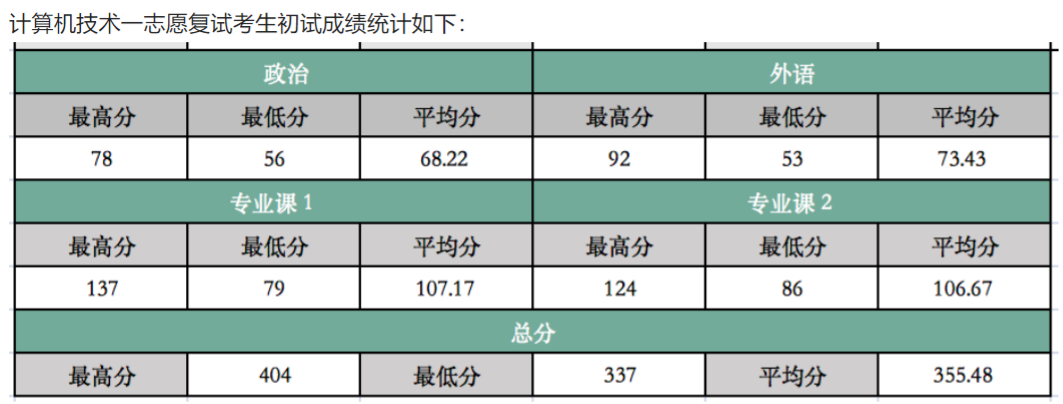 计算机技术一志愿复试考生初试成绩统计如下：
政治 外语
最高分 最低分 平均分 最高分 最低分 平均分
78 56 68.22 92 53 73.43
专业课 1 专业课 2
最高分 最低分 平均分 最高分 最低分 平均分
137 79 107.17 124 86 106.67
总分
最高分 404 最低分 337 平均分 355.48